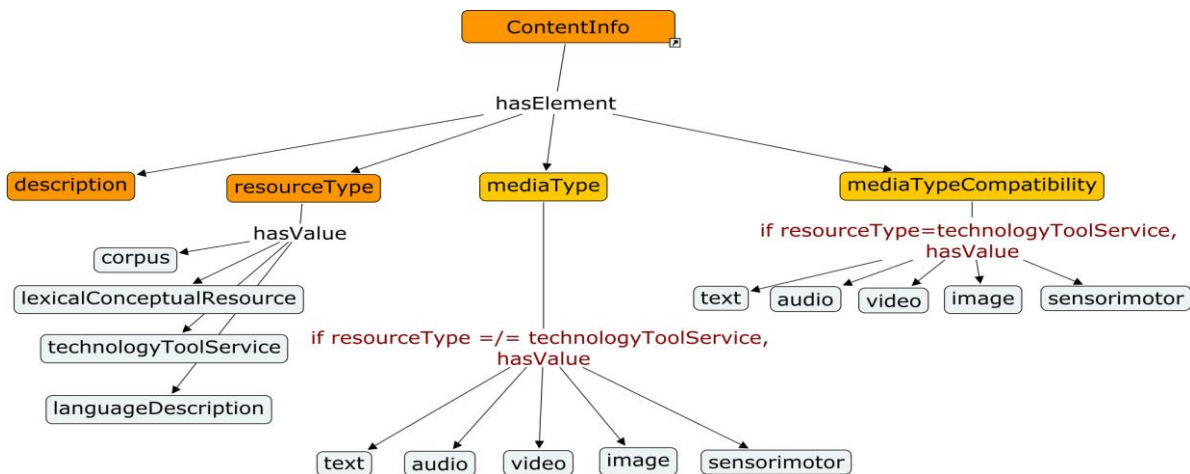 ContentInfo
hasElement
description
resourceType
mediaType
mediaTypeCompatibility
hasValue
corpus
lexicalConceptualResource
technologyToolService
languageDescription
if resourceType =/= technologyToolService,
hasValue
text
audio
video
image
sensorimotor
if resourceType=technologyToolService,
hasValue
text
audio
video
image
sensorimotor